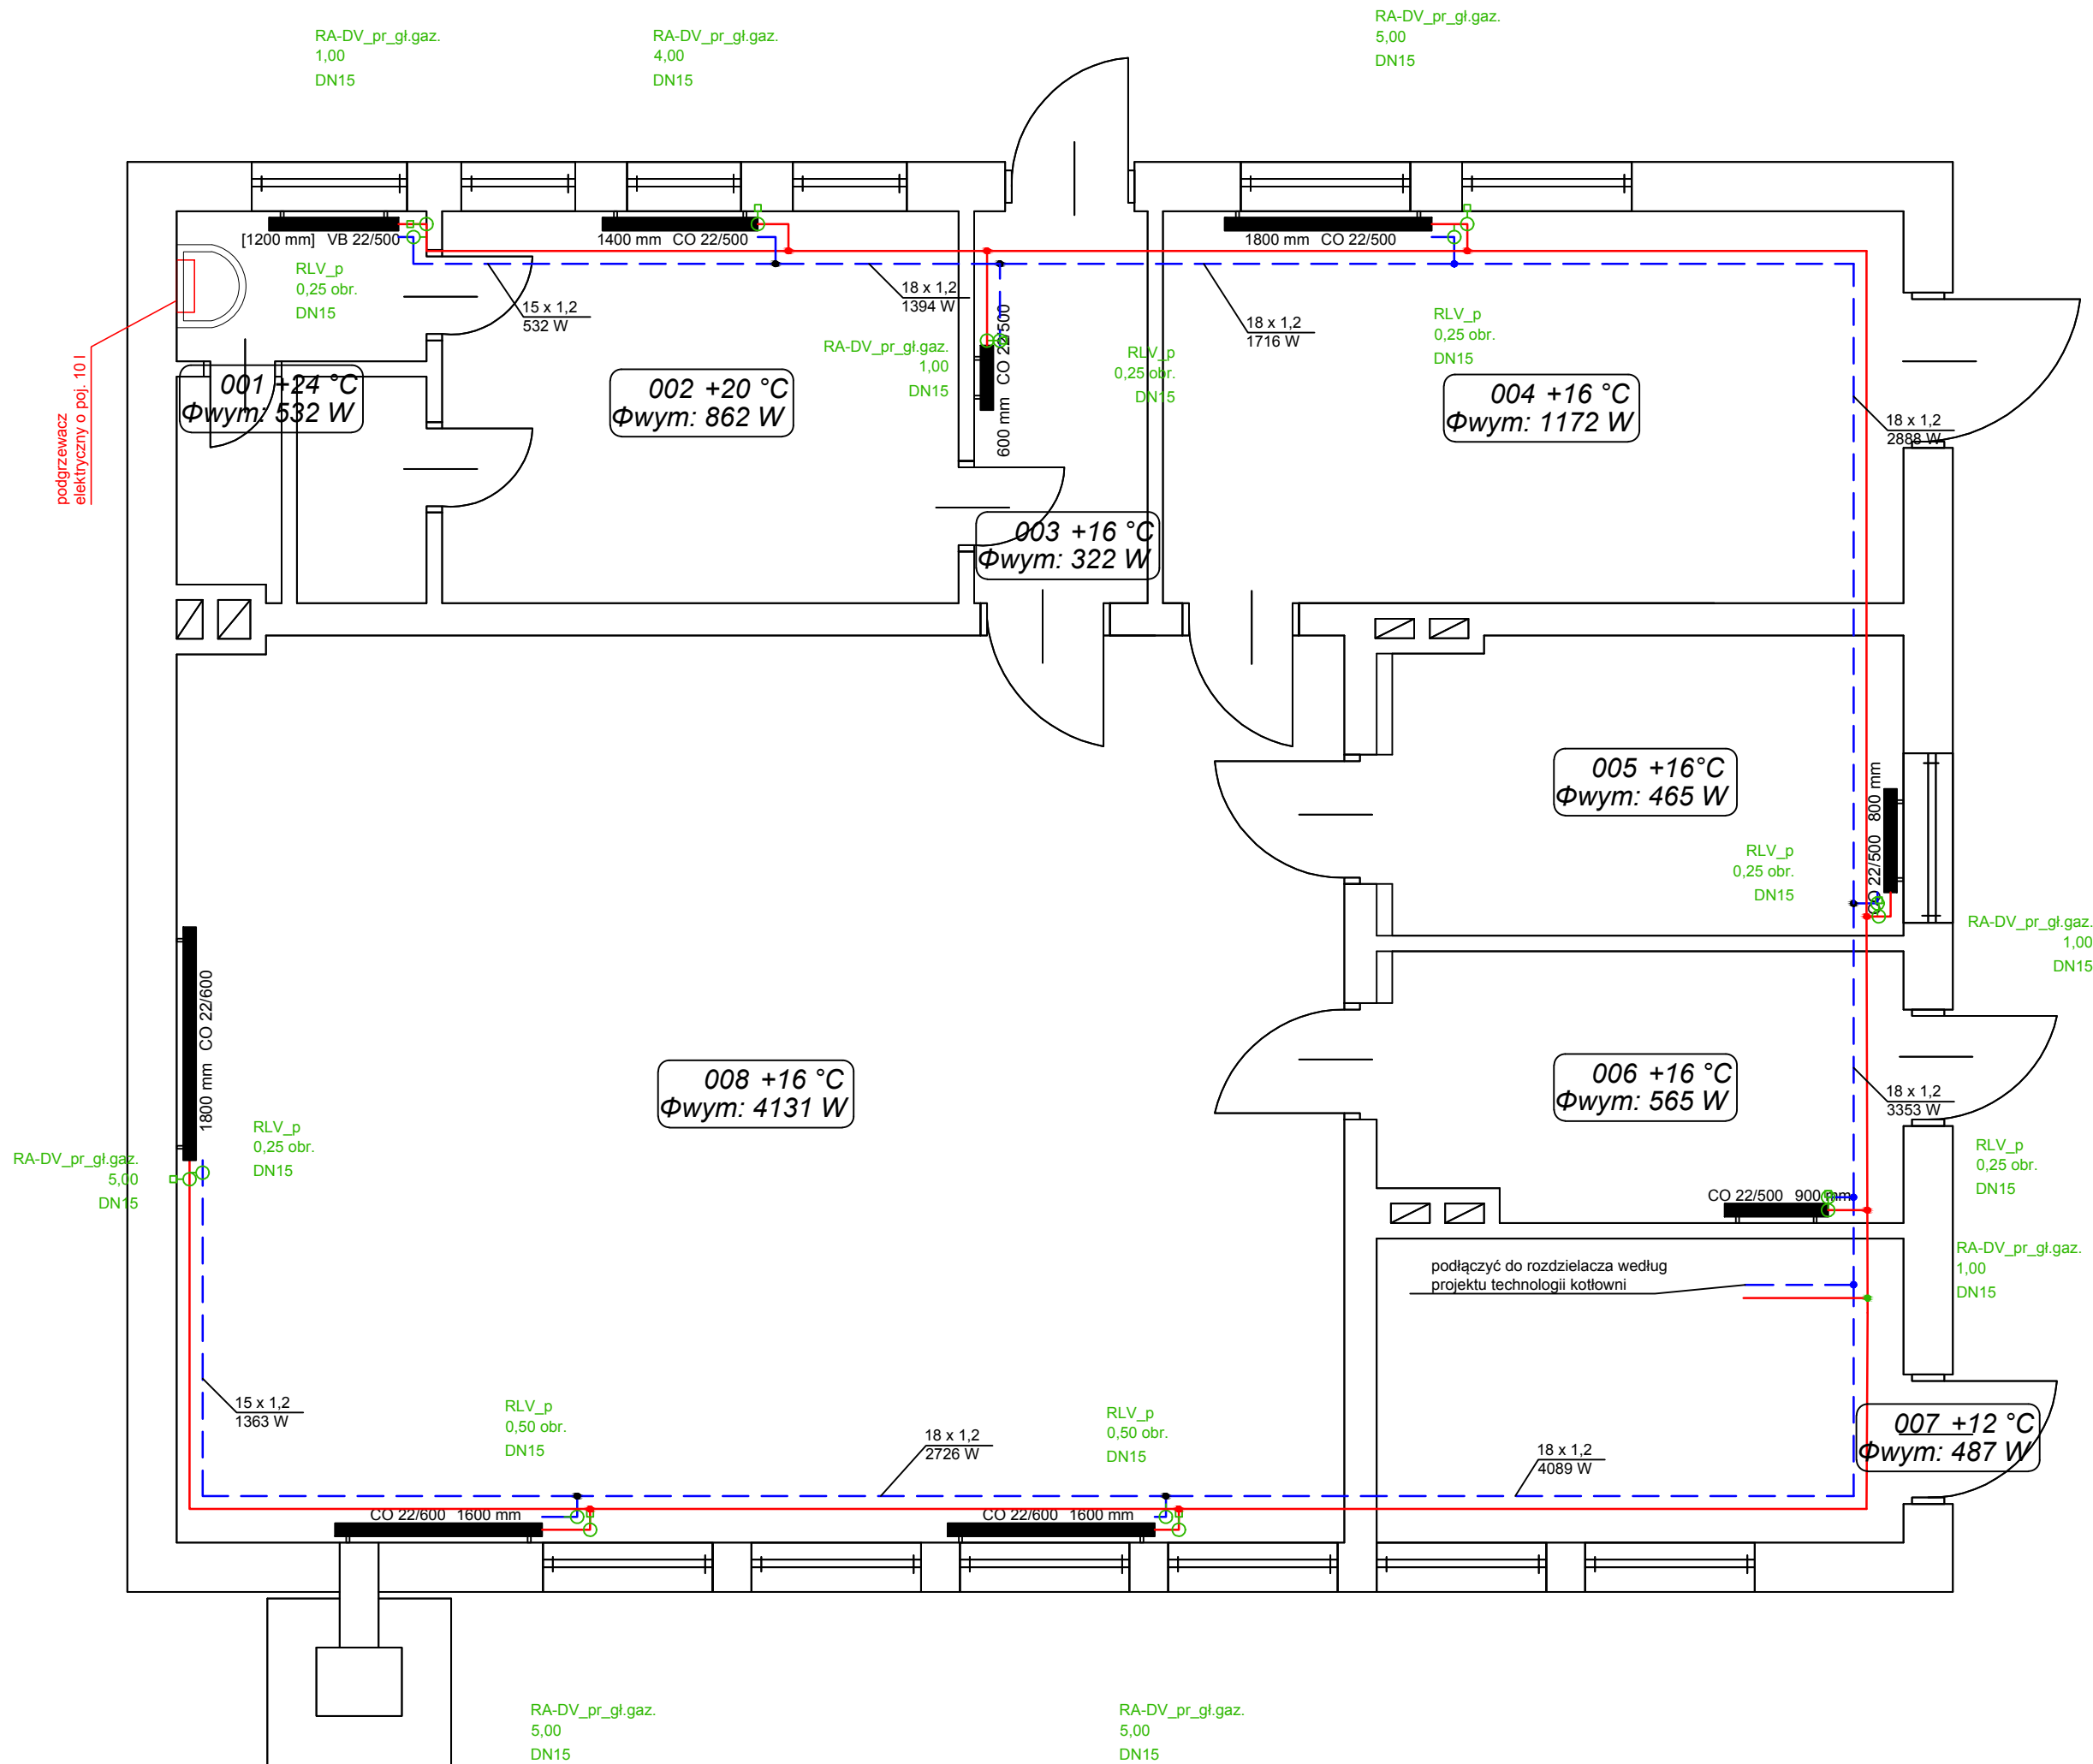 RA-DV_pr_gł.gaz.
1,00
DN15
RA-DV_pr_gł.gaz.
4,00
DN15
RA-DV_pr_gł.gaz.
5,00
DN15
[1200 mm] VB 22/500
1400 mm CO 22/500
1800 mm CO 22/500
RLV_p
0,25 obr.
DN15
15 x 1,2
532 W
18 x 1,2
1394 W
600 mm CO 22/500
18 x 1,2
1716 W
RLV_p
0,25 obr.
DN15
RA-DV_pr_gł.gaz.
1,00
DN15
RLV_p
0,25 obr.
DN15
podgrzewacz
elektryczny o poj. 10 l
001 +24 °C
Φwym: 532 W
002 +20 °C
Φwym: 862 W
004 +16 °C
Φwym: 1172 W
18 x 1,2
2888 W
003 +16 °C
Φwym: 322 W
005 +16°C
Φwym: 465 W
CO 22/500 800 mm
RLV_p
0,25 obr.
DN15
RA-DV_pr_gł.gaz.
1,00
DN15
1800 mm CO 22/600
008 +16 °C
Φwym: 4131 W
006 +16 °C
Φwym: 565 W
18 x 1,2
3353 W
RLV_p
0,25 obr.
DN15
RA-DV_pr_gł.gaz.
5,00
DN15
RLV_p
0,25 obr.
DN15
CO 22/500 900 mm
podłączyć do rozdzielacza według
projektu technologii kotłowni
RA-DV_pr_gł.gaz.
1,00
DN15
15 x 1,2
1363 W
RLV_p
0,50 obr.
DN15
18 x 1,2
2726 W
RLV_p
0,50 obr.
DN15
18 x 1,2
4089 W
007 +12 °C
Φwym: 487 W
CO 22/600 1600 mm
CO 22/600 1600 mm
RA-DV_pr_gł.gaz.
5,00
DN15
RA-DV_pr_gł.gaz.
5,00
DN15